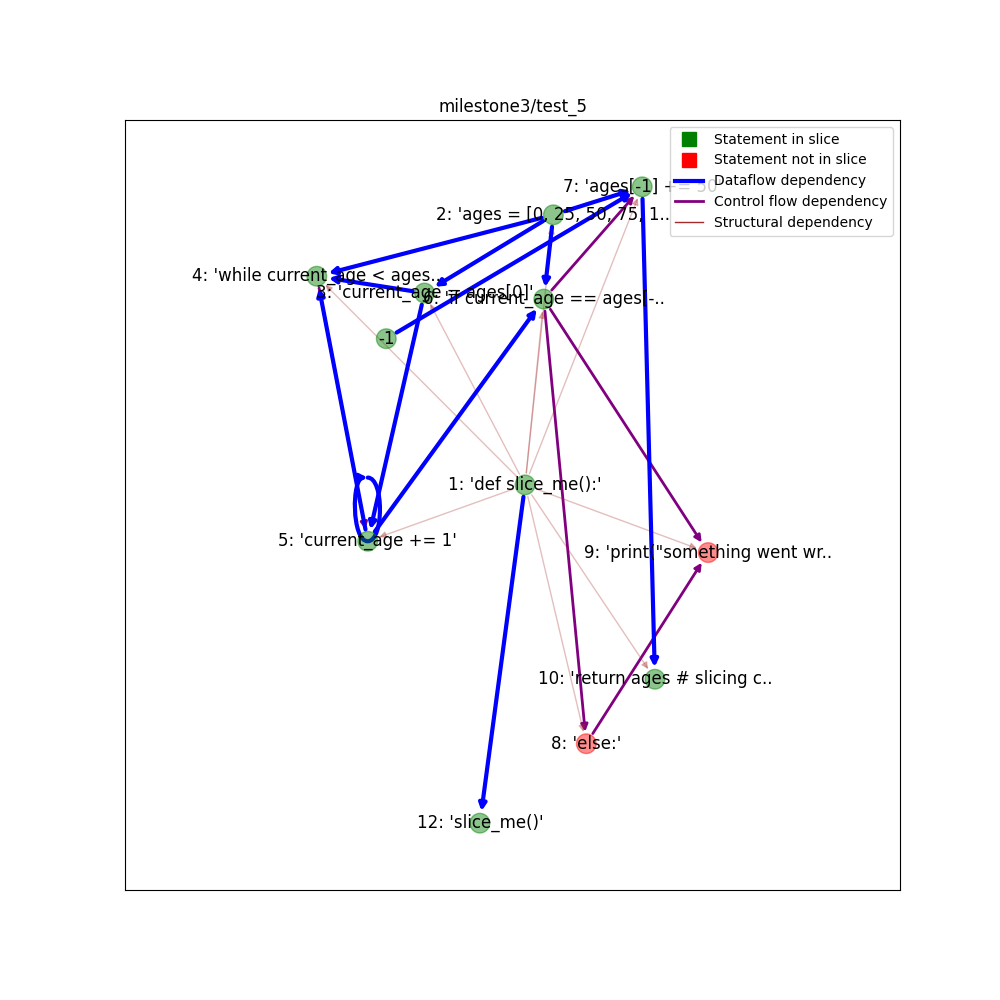 milestone3/test_5
Statement in slice
Statement not in slice
Dataflow dependency
Control flow dependency
Structural dependency
7: 'ages[-1] += 50
2: 'ages = [0, 25, 50, 75, 1..
4: 'while current_age < ages..
3: 'current_age = ages[0]'
6: 'if current_age == ages[-..
-1
1: 'def slice_me():'
5: 'current_age += 1'
9: 'print("something went wr..
10: 'return ages # slicing c..
8: 'else:'
12: 'slice_me()'